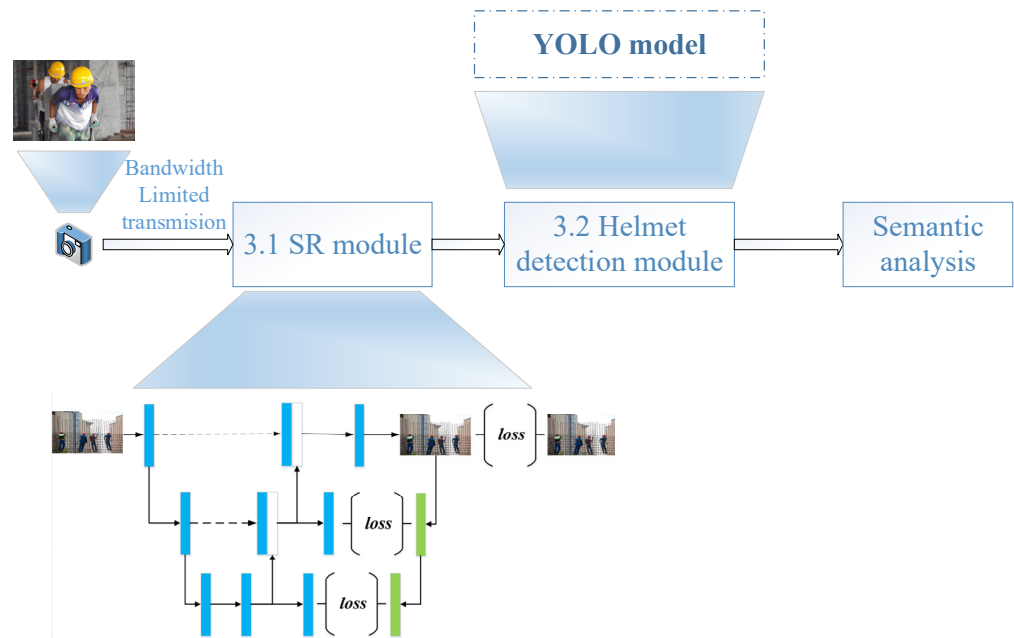 YOLO model
Bandwidth
Limited
transmision
3.1 SR module
3.2 Helmet
detection module
Semantic
analysis
loss
loss
loss